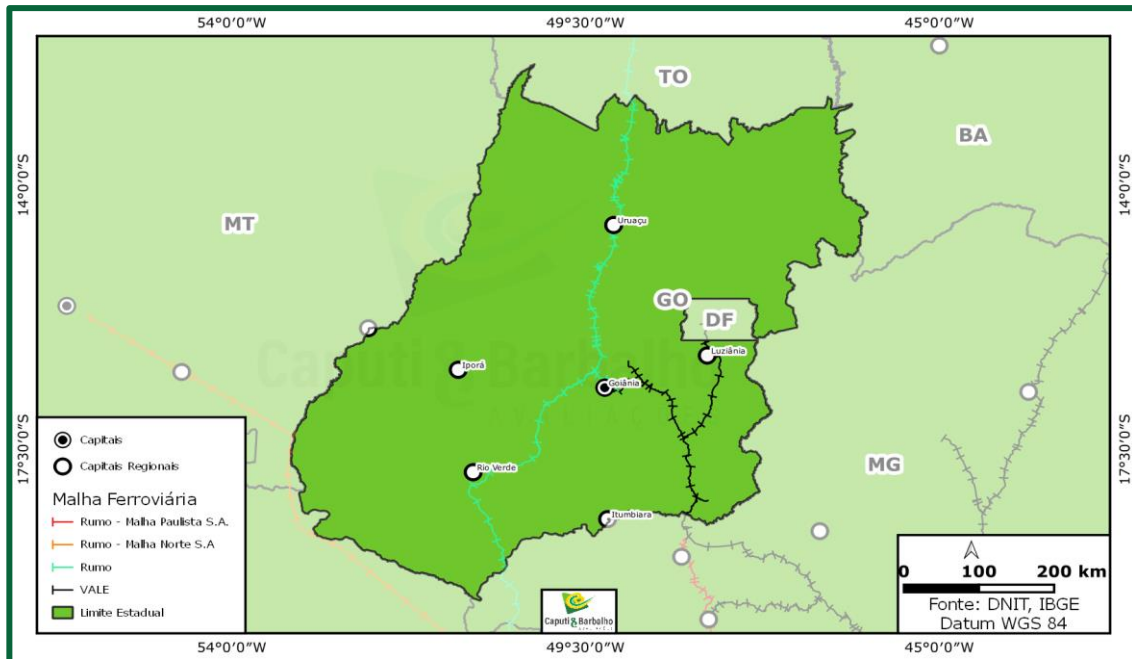 54°0'0"W
49°30'0"W
45°0'0"W
14°0'0"S
14°0'0"S
TO
BA
MT
Uruaçu
GO
DF
Luziânia
Iporá
Goiânia
Caputi & Barbalho
AVALIAÇÕES
17°30'0"S
17°30'0"S
Rio Verde
MG
Itumbiara
Capitais
Capitais Regionais
Malha Ferroviária
Rumo - Malha Paulista S.A.
Rumo - Malha Norte S.A
Rumo
VALE
Limite Estadual
Caputi & Barbalho
0 100 200 km
Fonte: DNIT, IBGE
Datum WGS 84
54°0'0"W
49°30'0"W
45°0'0"W